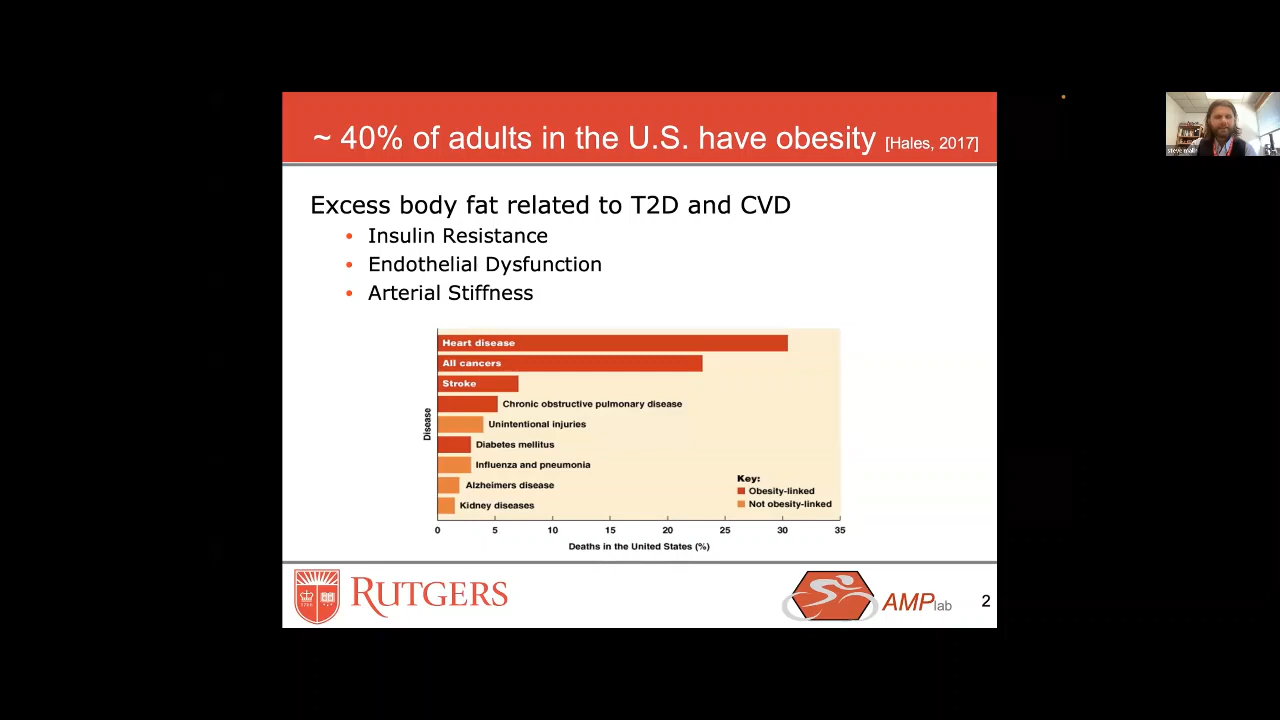 ~ 40% of adults in the U.S. have obesity [Hales, 2017]
Excess body fat related to T2D and CVD
• Insulin Resistance
• Endothelial Dysfunction
• Arterial Stiffness
Heart disease
All cancers
Stroke
Chronic obstructive pulmonary disease
Unintentional injuries
Diabetes mellitus
Influenza and pneumonia
Alzheimers disease
Kidney diseases
Disease
Key:
Obesity-linked
Not obesity-linked
0 5 10 15 20 25 30 35
Deaths in the United States (%)
RUTGERS
AMPlab
2
steve